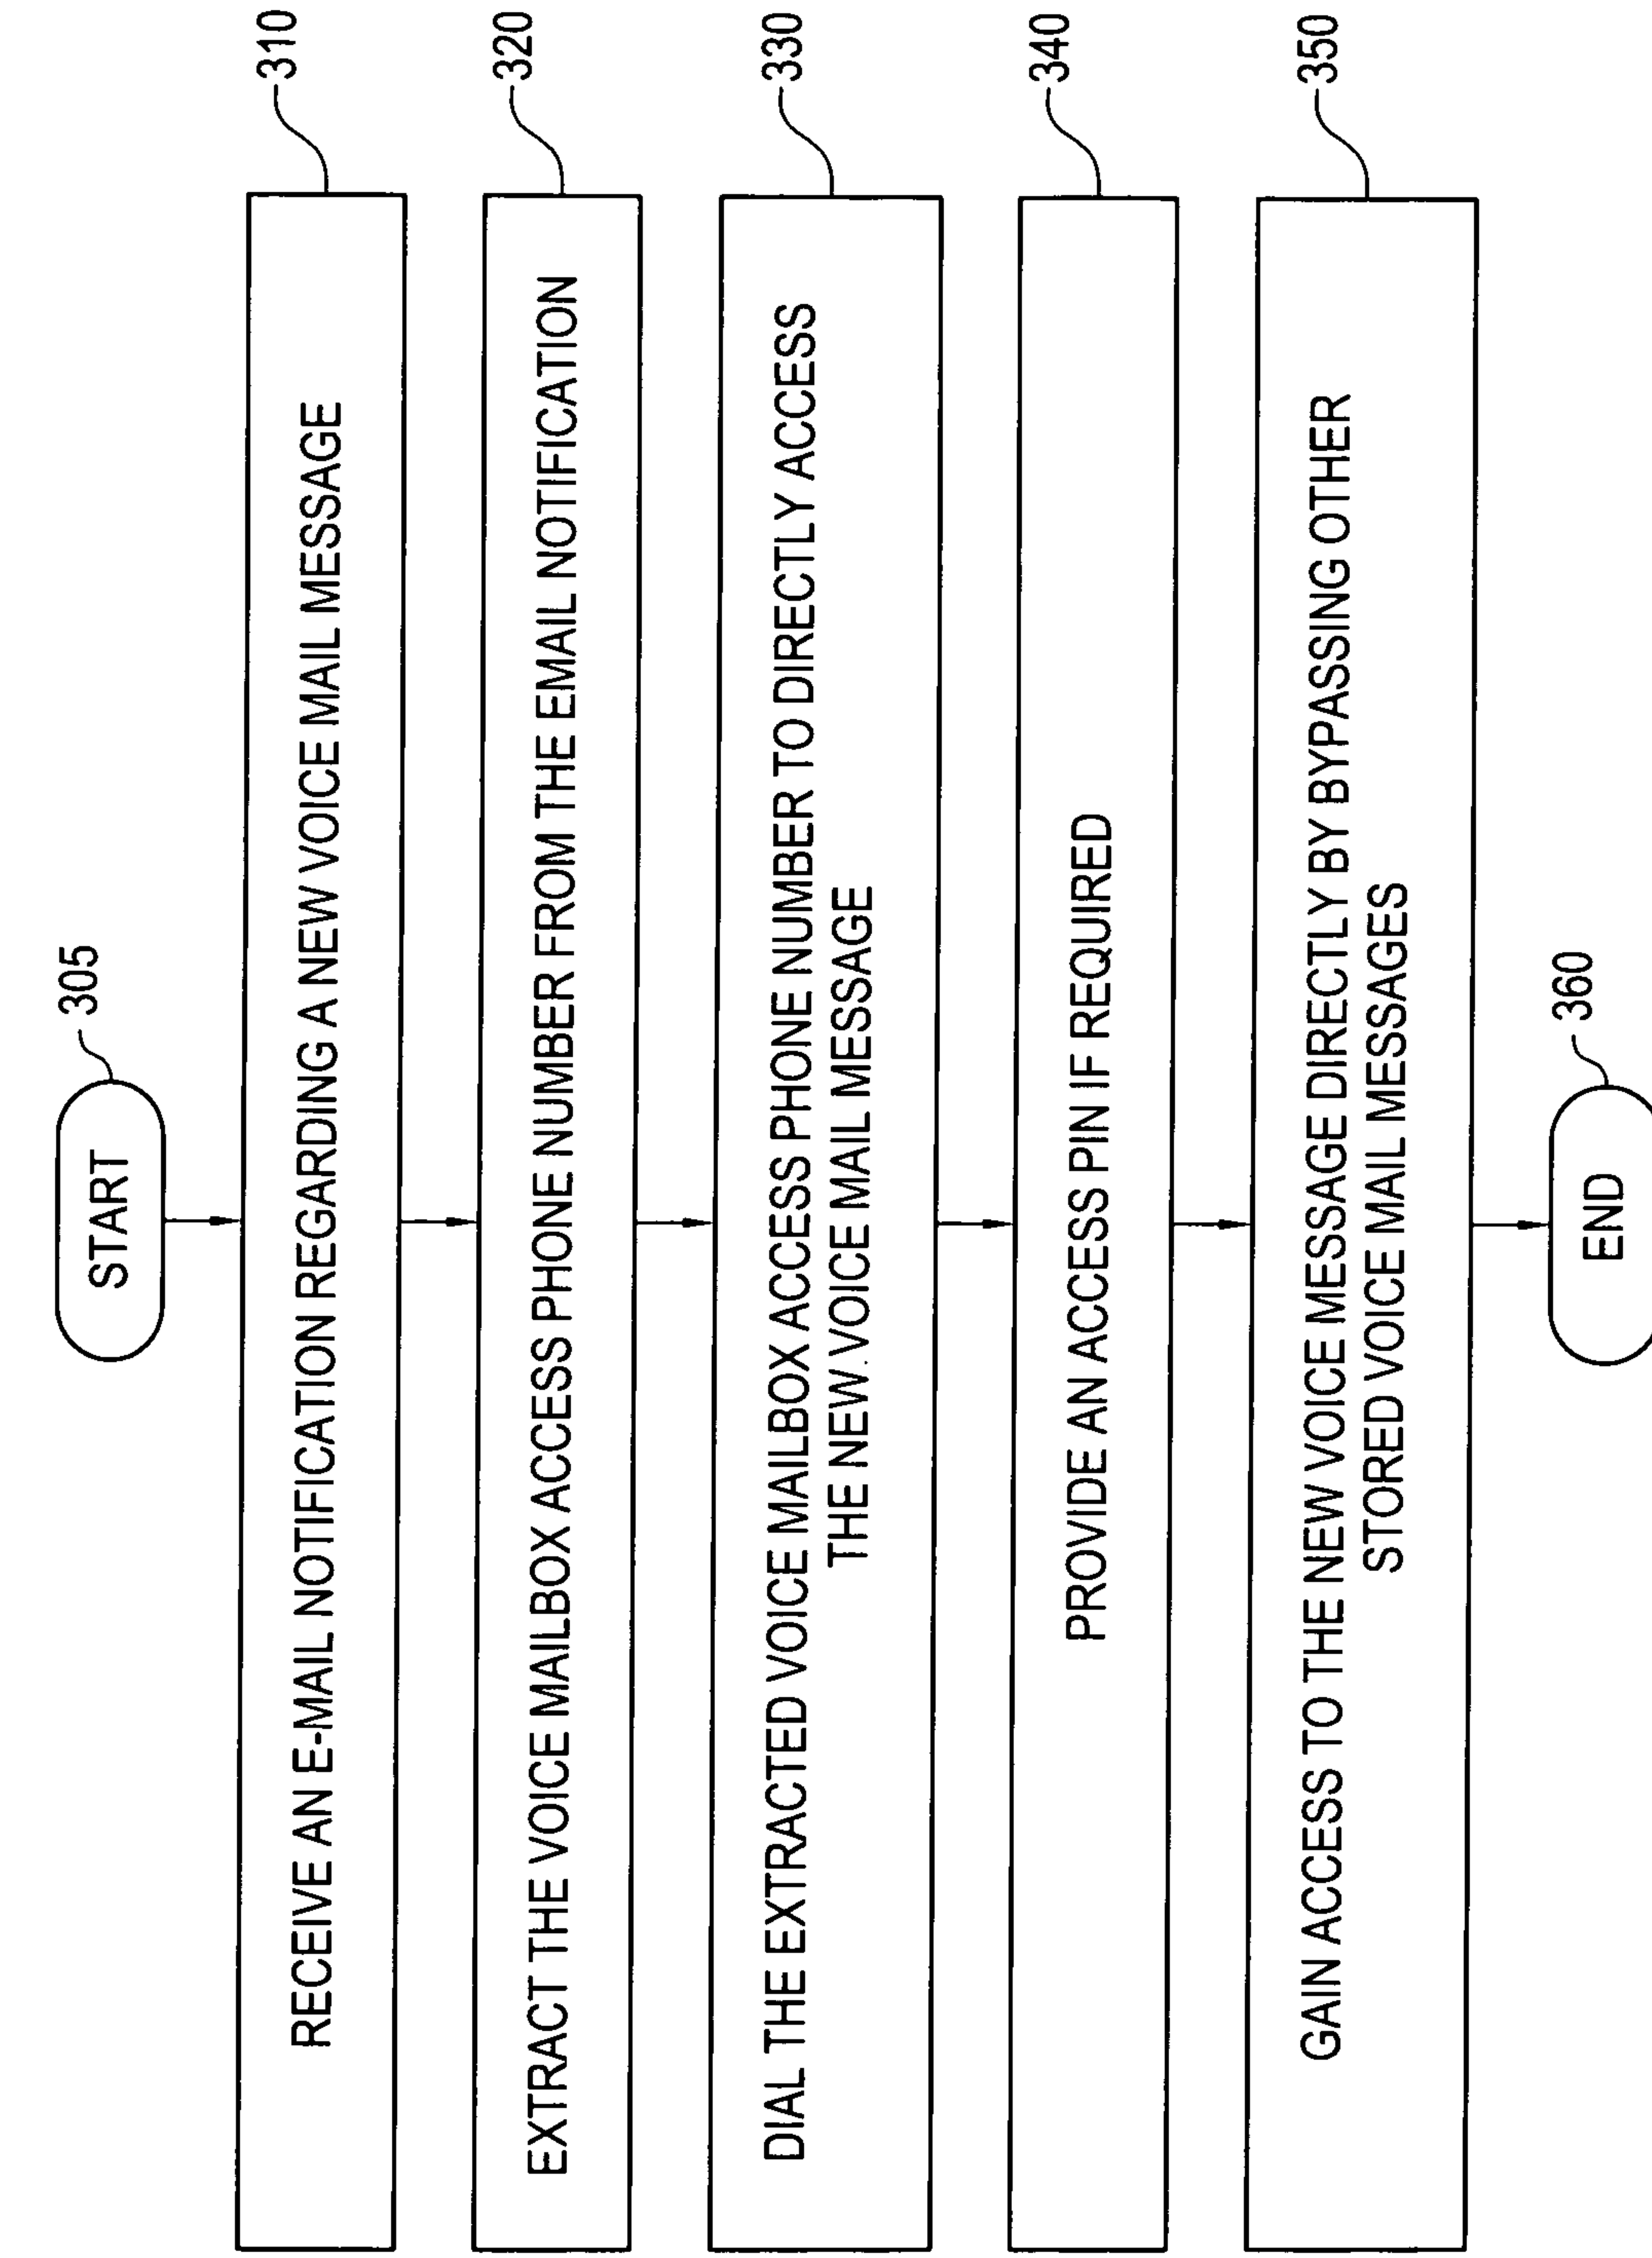 START
305
RECEIVE AN E-MAIL NOTIFICATION REGARDING A NEW VOICE MAIL MESSAGE
310
EXTRACT THE VOICE MAILBOX ACCESS PHONE NUMBER FROM THE EMAIL NOTIFICATION
320
DIAL THE EXTRACTED VOICE MAILBOX ACCESS PHONE NUMBER TO DIRECTLY ACCESS
THE NEW VOICE MAIL MESSAGE
330
PROVIDE AN ACCESS PIN IF REQUIRED
340
GAIN ACCESS TO THE NEW VOICE MESSAGE DIRECTLY BY BYPASSING OTHER
STORED VOICE MAIL MESSAGES
350
END
360